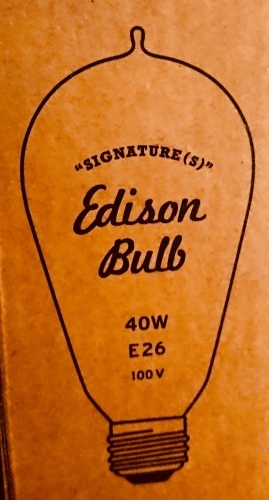 "SIGNATURE(S)"
Edison
Bulb
40W
E26
100V